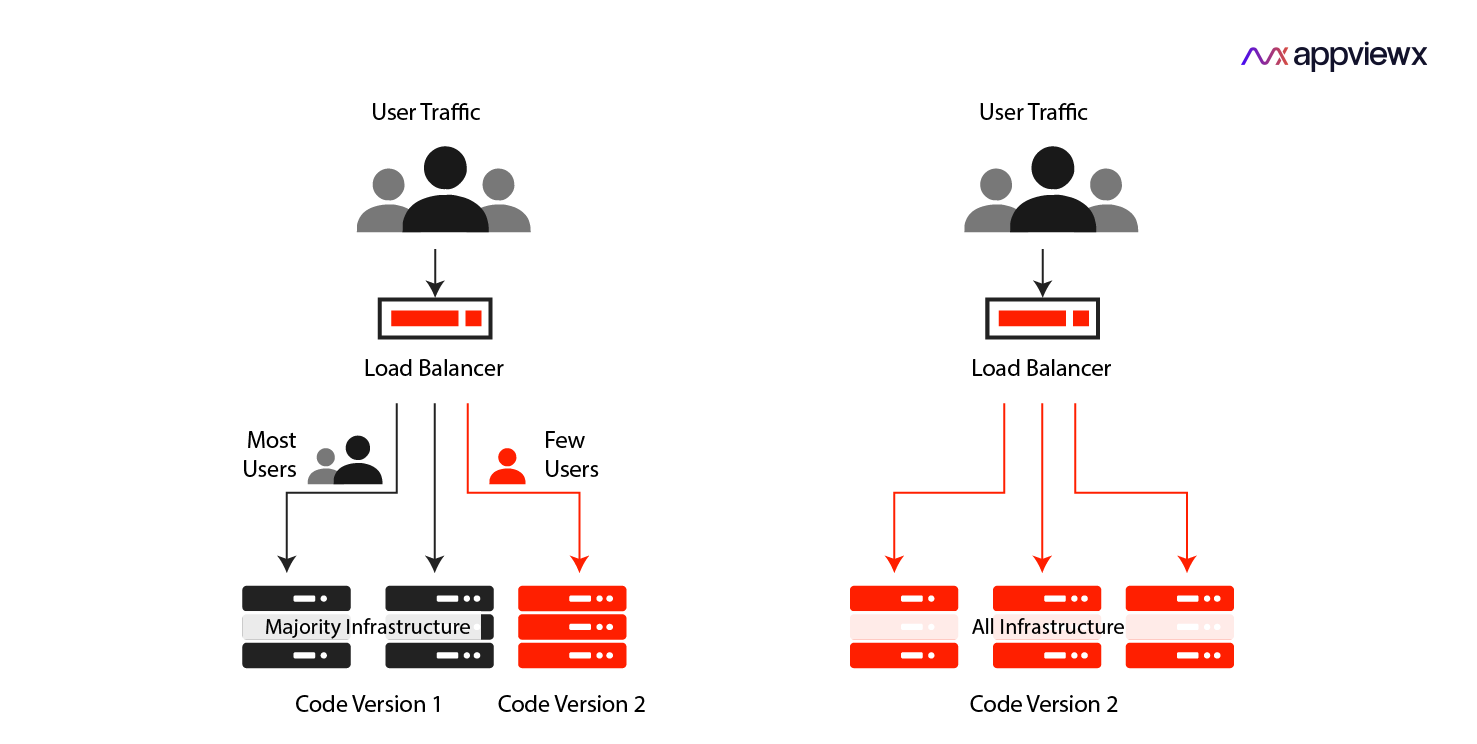 appviewx
User Traffic
Load Balancer
Most
Users
Few
Users
Majority Infrastructure
Code Version 1
Code Version 2
User Traffic
Load Balancer
All Infrastructure
Code Version 2